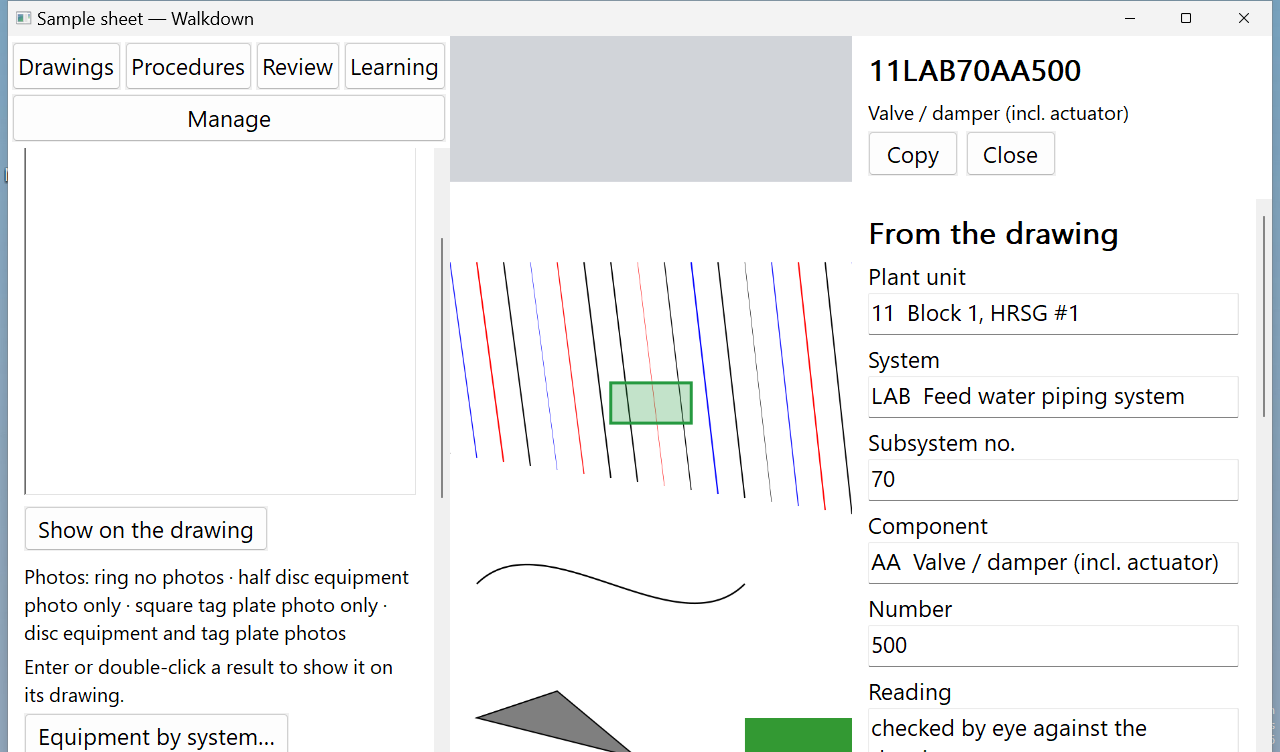 Sample sheet — Walkdown
Drawings
Procedures
Review
Learning
Manage
Show on the drawing
Photos: ring no photos · half disc equipment
photo only · square tag plate photo only ·
disc equipment and tag plate photos
Enter or double-click a result to show it on
its drawing.
Equipment by system...
11LAB70AA500
Valve / damper (incl. actuator)
Copy
Close
From the drawing
Plant unit
11  Block 1, HRSG #1
System
LAB  Feed water piping system
Subsystem no.
70
Component
AA  Valve / damper (incl. actuator)
Number
500
Reading
checked by eye against the